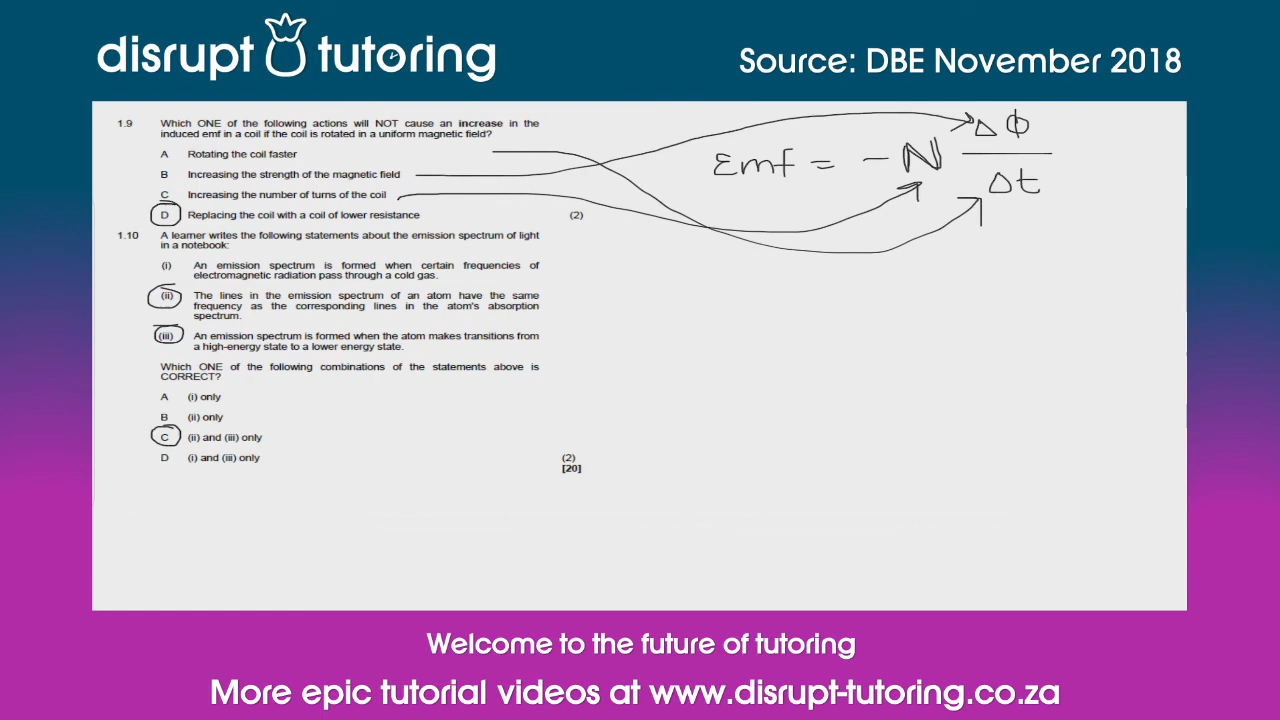 disrupt tutoring
Source: DBE November 2018
1.9 Which ONE of the following actions will NOT cause an increase in the
induced emf in a coil if the coil is rotated in a uniform magnetic field?
A Rotating the coil faster
B Increasing the strength of the magnetic field
C Increasing the number of turns of the coil
D Replacing the coil with a coil of lower resistance (2)
Emf = - N ΔΦ / Δt
1.10 A learner writes the following statements about the emission spectrum of light
in a notebook:
(i) An emission spectrum is formed when certain frequencies of
electromagnetic radiation pass through a cold gas.
(ii) The lines in the emission spectrum of an atom have the same
frequency as the corresponding lines in the atom's absorption
spectrum.
(iii) An emission spectrum is formed when the atom makes transitions from
a high-energy state to a lower energy state.
Which ONE of the following combinations of the statements above is
CORRECT?
A (i) only
B (ii) only
C (ii) and (iii) only
D (i) and (iii) only (2)
[20]
Welcome to the future of tutoring
More epic tutorial videos at www.disrupt-tutoring.co.za